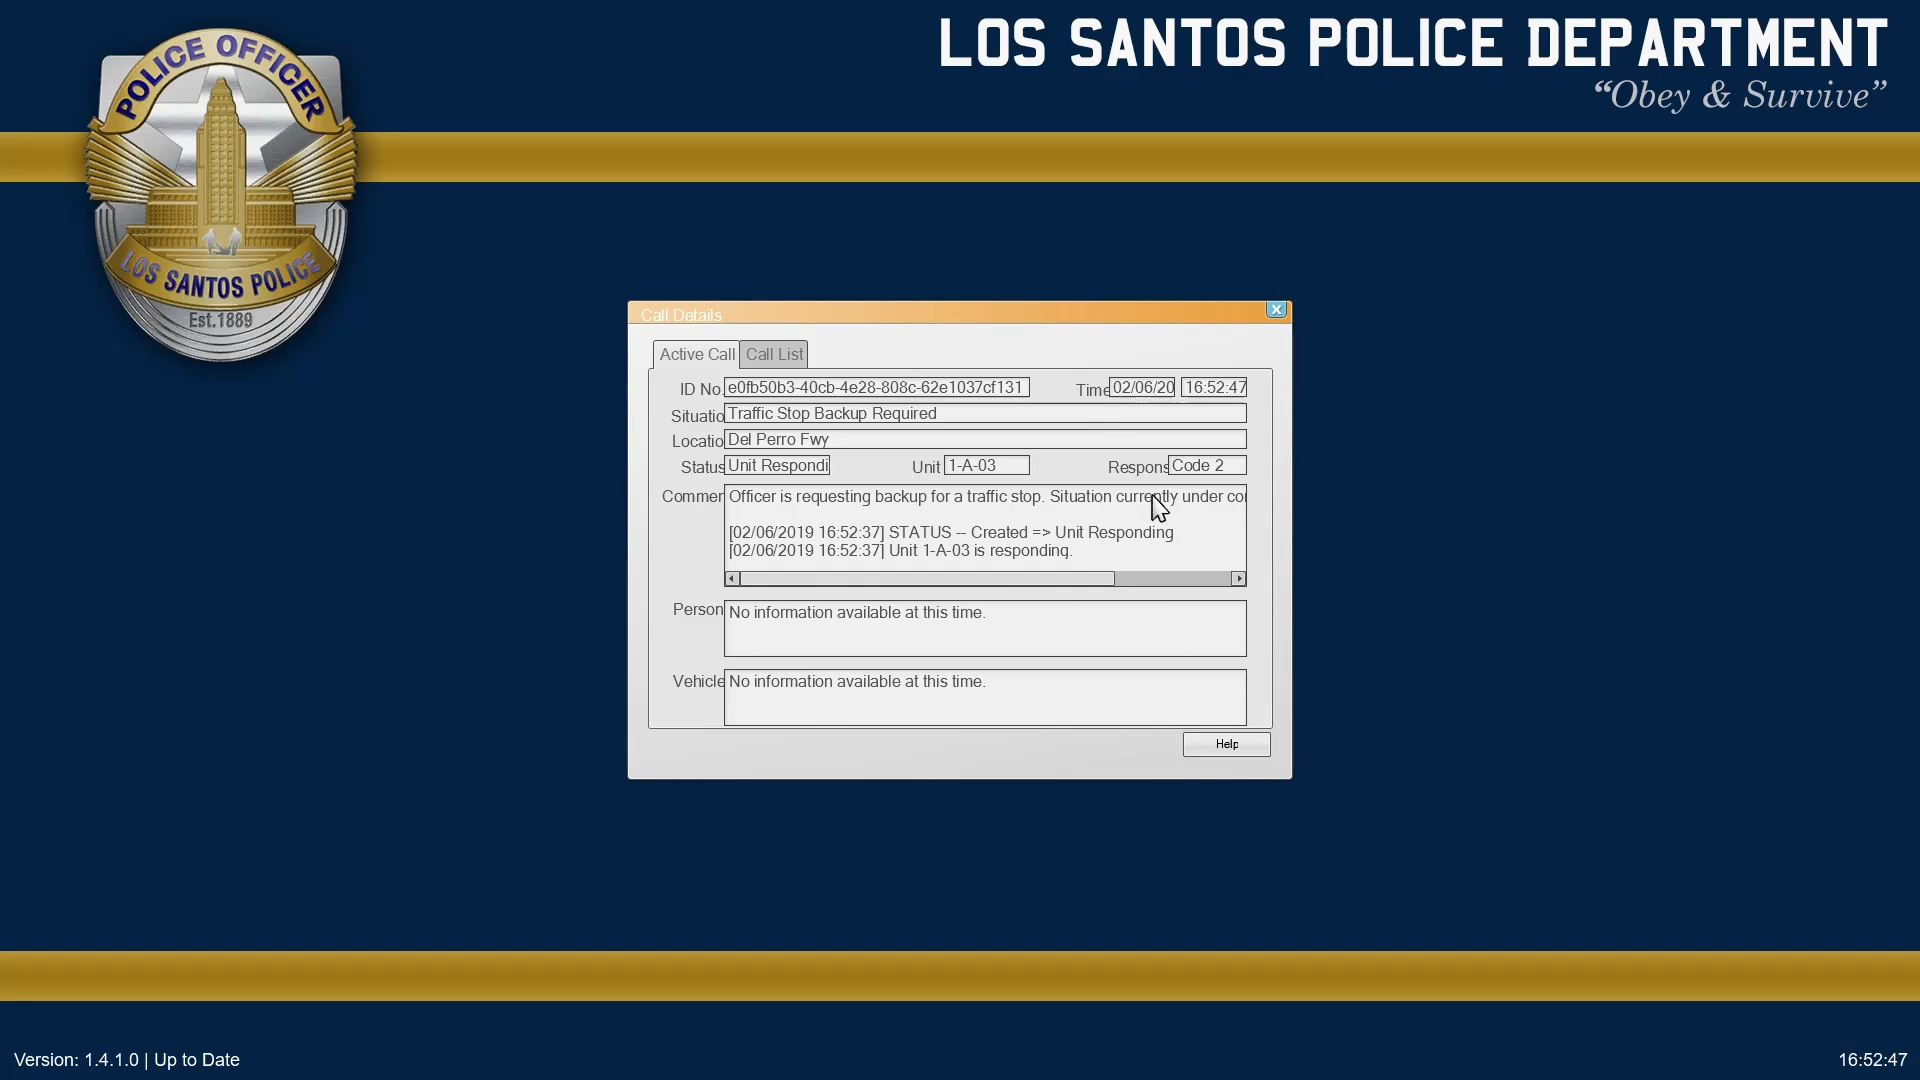 LOS SANTOS POLICE DEPARTMENT
“Obey & Survive”
POLICE OFFICER
LOS SANTOS POLICE
Est.1889
Call Details
Active Call Call List
ID No. e0fb50b3-40cb-4e28-808c-62e1037cf131 Time 02/06/20 16:52:47
Situatio Traffic Stop Backup Required
Locatio Del Perro Fwy
Status Unit Respondi Unit 1-A-03 Respons Code 2
Commer Officer is requesting backup for a traffic stop. Situation currently under cor
[02/06/2019 16:52:37] STATUS -- Created => Unit Responding
[02/06/2019 16:52:37] Unit 1-A-03 is responding.
Person No information available at this time.
Vehicle No information available at this time.
Help
Version: 1.4.1.0 | Up to Date
16:52:47